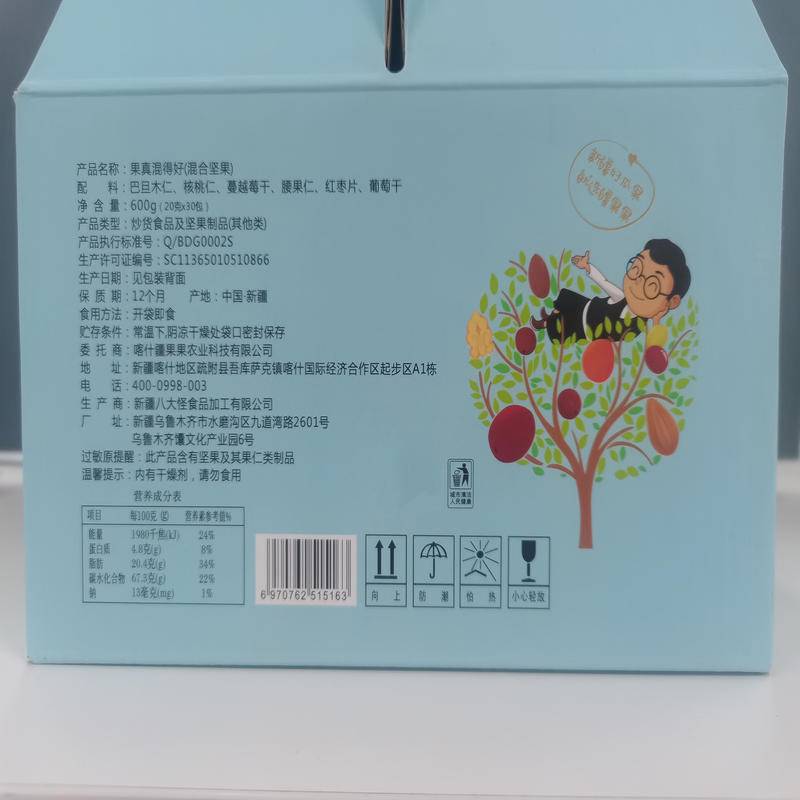 产品名称：果真混得好(混合坚果)
配 料：巴旦木仁、核桃仁、蔓越莓干、腰果仁、红枣片、葡萄干
净 含 量：600g（20克x30包）
产品类型：炒货食品及坚果制品(其他类)
产品执行标准号：Q/BDG0002S
生产许可证编号：SC11365010510866
生产日期：见包装背面
保 质 期：12个月 产地：中国·新疆
食用方法：开袋即食
贮存条件：常温下,阴凉干燥处袋口密封保存
委 托 商：喀什疆果果农业科技有限公司
地 址：新疆喀什地区疏附县吾库萨克镇喀什国际经济合作区起步区A1栋
电 话：400-0998-003
生 产 商：新疆八大怪食品加工有限公司
厂 址：新疆乌鲁木齐市水磨沟区九道湾路2601号
乌鲁木齐馕文化产业园6号
过敏原提醒：此产品含有坚果及其果仁类制品
温馨提示：内有干燥剂，请勿食用
营养成分表
项目 每100克 (g) 营养素参考值%
能量 1980千焦(kJ) 24%
蛋白质 4.8克(g) 8%
脂肪 20.4克(g) 34%
碳水化合物 67.3克(g) 22%
钠 13毫克(mg) 1%
6 970762 515163
城市清洁
人民健康
向 上
防 潮
怕 热
小心轻放